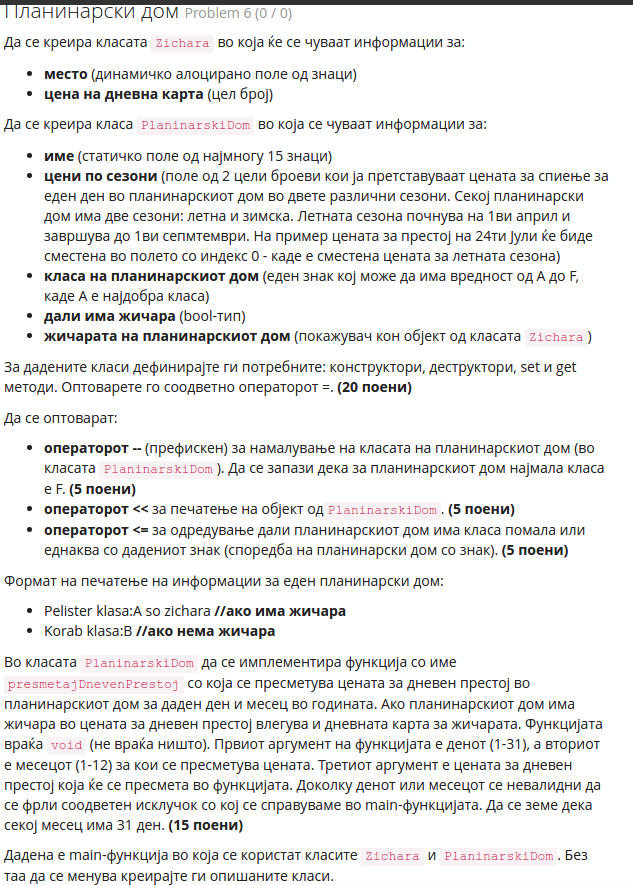 Планинарски дом Problem 6 (0 / 0)
Да се креира класата Zichara во која ќе се чуваат информации за:
место (динамичко алоцирано поле од знаци)
цена на дневна карта (цел број)
Да се креира класа PlaninarskiDom во која се чуваат информации за:
име (статичко поле од најмногу 15 знаци)
цени по сезони (поле од 2 цели броеви кои ја претставуваат цената за спиење за
еден ден во планинарскиот дом во двете различни сезони. Секој планинарски
дом има две сезони: летна и зимска. Летната сезона почнува на 1ви април и
завршува до 1ви септмтември. На пример цената за престој на 24ти Јули ќе биде
сместена во полето со индекс 0 - каде е сместена цената за летната сезона)
класа на планинарскиот дом (еден знак кој може да има вредност од A до F,
каде A е најдобра класа)
дали има жичара (bool-тип)
жичарата на планинарскиот дом (покажувач кон објект од класата Zichara )
За дадените класи дефинирајте ги потребните: конструктори, деструктори, set и get
методи. Оптоварете го соодветно операторот =. (20 поени)
Да се оптоварат:
операторот -- (префискен) за намалување на класата на планинарскиот дом (во
класата PlaninarskiDom ). Да се запази дека за планинарскиот дом најмала класа
е F. (5 поени)
операторот << за печатење на објект од PlaninarskiDom . (5 поени)
операторот <= за одредување дали планинарскиот дом има класа помала или
еднаква со дадениот знак (споредба на планинарски дом со знак). (5 поени)
Формат на печатење на информации за еден планинарски дом:
Pelister klasa:A so zichara //ако има жичара
Korab klasa:B //ако нема жичара
Во класата PlaninarskiDom да се имплементира функција со име
presmetajDnevenPrestoj со која се пресметува цената за дневен престој во
планинарскиот дом за даден ден и месец во годината. Ако планинарскиот дом има
жичара во цената за дневен престој влегува и дневната карта за жичарата. Функцијата
враќа void (не враќа ништо). Првиот аргумент на функцијата е денот (1-31), а вториот
е месецот (1-12) за кои се пресметува цената. Третиот аргумент е цената за дневен
престој која ќе се пресмета во функцијата. Доколку денот или месецот се невалидни да
се фрли соодветен исклучок со кој се справуваме во main-функцијата. Да се земе дека
секој месец има 31 ден. (15 поени)
Дадена е main-функција во која се користат класите Zichara и PlaninarskiDom . Без
таа да се менува креирајте ги опишаните класи.